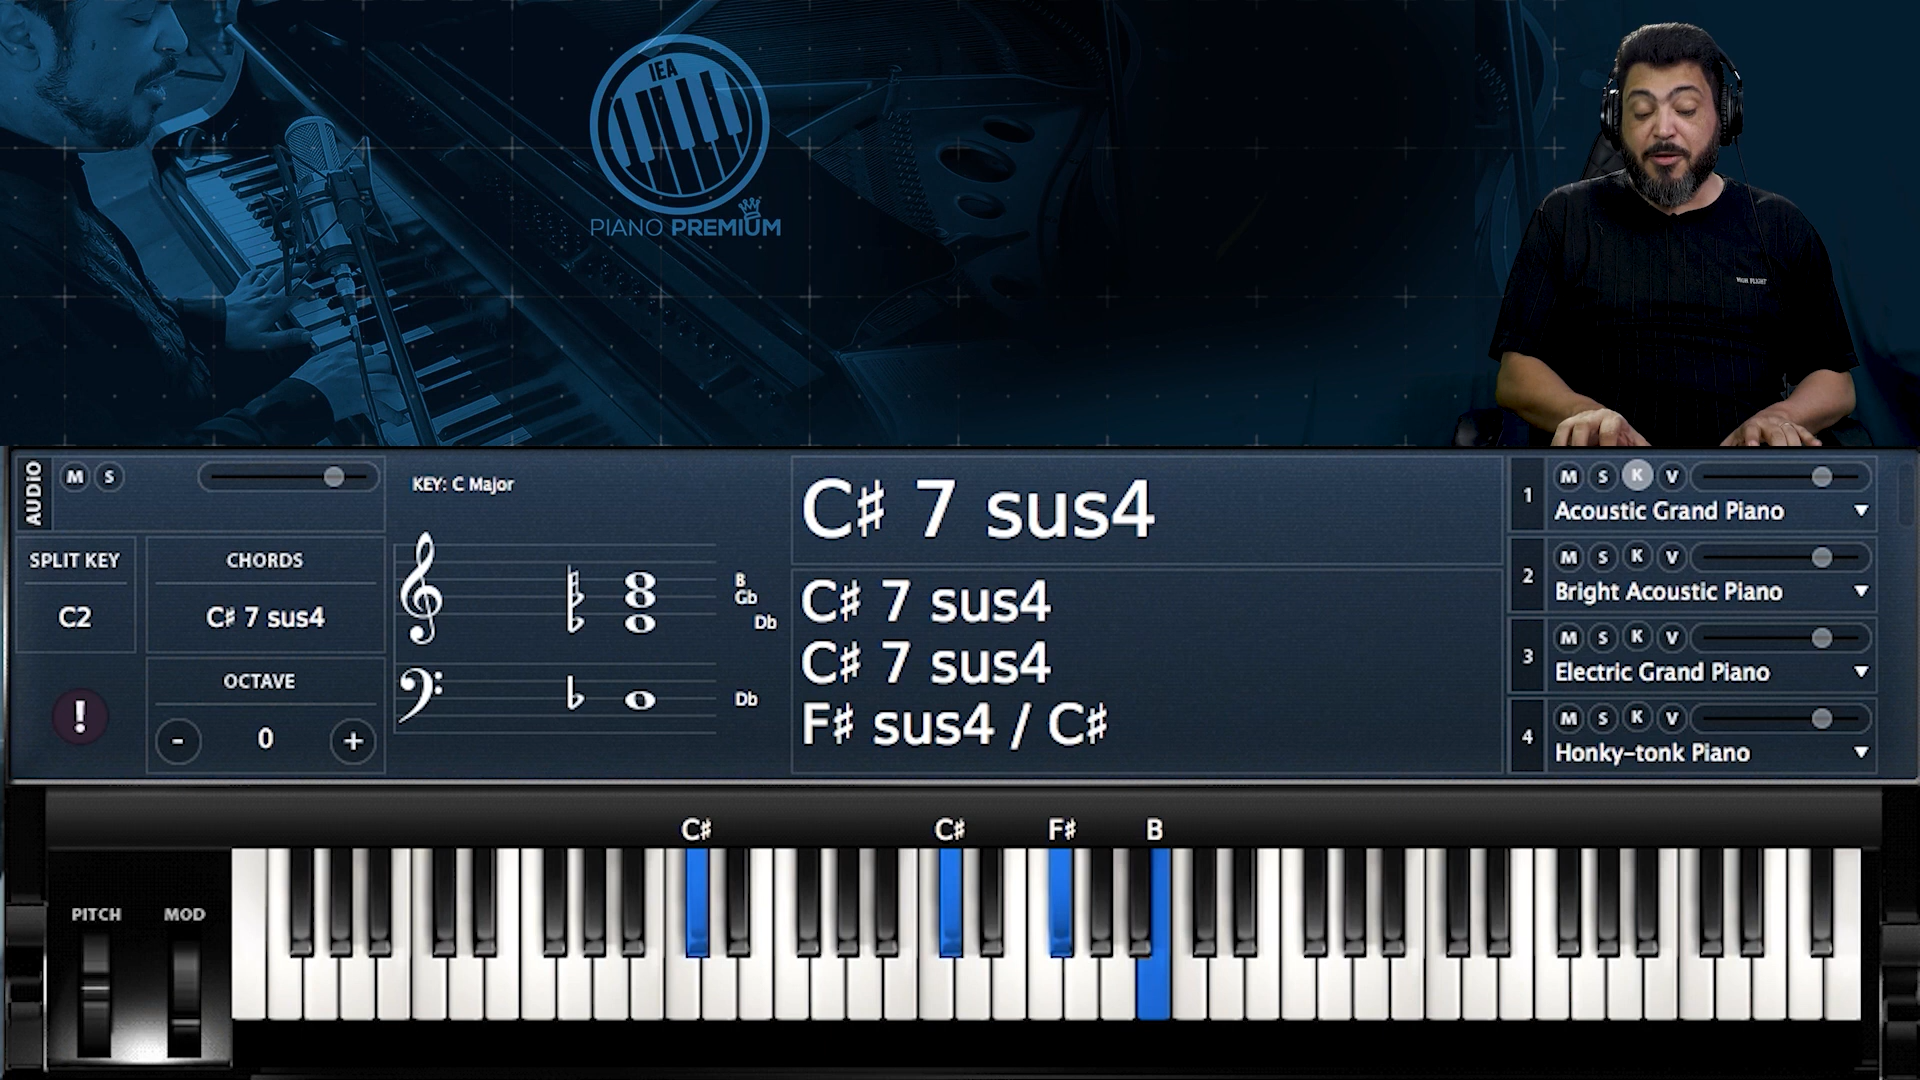 IEA
PIANO PREMIUM
HIGH FLIGHT
AUDIO
M S
KEY: C Major
C♯ 7 sus4
1
M S K V
Acoustic Grand Piano
SPLIT KEY
C2
CHORDS
C♯ 7 sus4
OCTAVE
- 0 +
!
B
Gb
Db
Db
C♯ 7 sus4
C♯ 7 sus4
F♯ sus4 / C♯
2
M S K V
Bright Acoustic Piano
3
M S K V
Electric Grand Piano
4
M S K V
Honky-tonk Piano
C♯ C♯ F♯ B
PITCH MOD